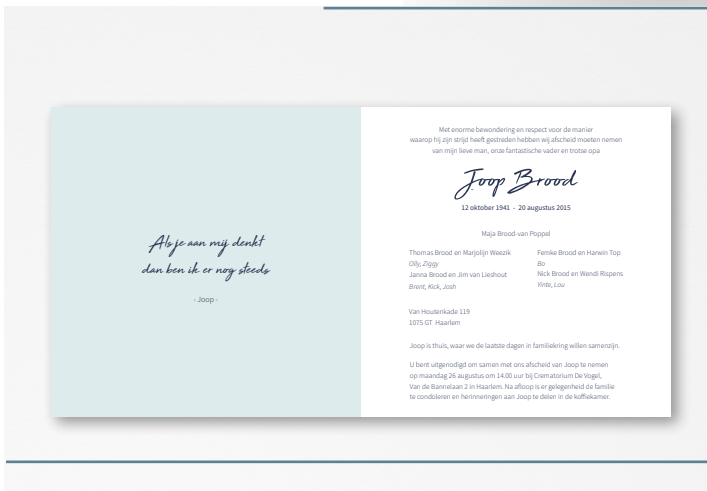 Als je aan mij denkt
dan ben ik er nog steeds
- Joop -
Met enorme bewondering en respect voor de manier
waarop hij zijn strijd heeft gestreden hebben wij afscheid moeten nemen
van mijn lieve man, onze fantastische vader en trotse opa
Joop Brood
12 oktober 1941 - 20 augustus 2015
Maja Brood-van Poppel
Thomas Brood en Marjolijn Weezik
Olly, Ziggy
Janna Brood en Jim van Lieshout
Brent, Kick, Josh
Femke Brood en Harwin Top
Bo
Nick Brood en Wendi Rispens
Yinte, Lou
Van Houtenkade 119
1075 GT Haarlem
Joop is thuis, waar we de laatste dagen in familiekring willen samenzijn.
U bent uitgenodigd om samen met ons afscheid van Joop te nemen
op maandag 26 augustus om 14.00 uur bij Crematorium De Vogel,
Van de Bannelaan 2 in Haarlem. Na afloop is er gelegenheid de familie
te condoleren en herinneringen aan Joop te delen in de koffiekamer.